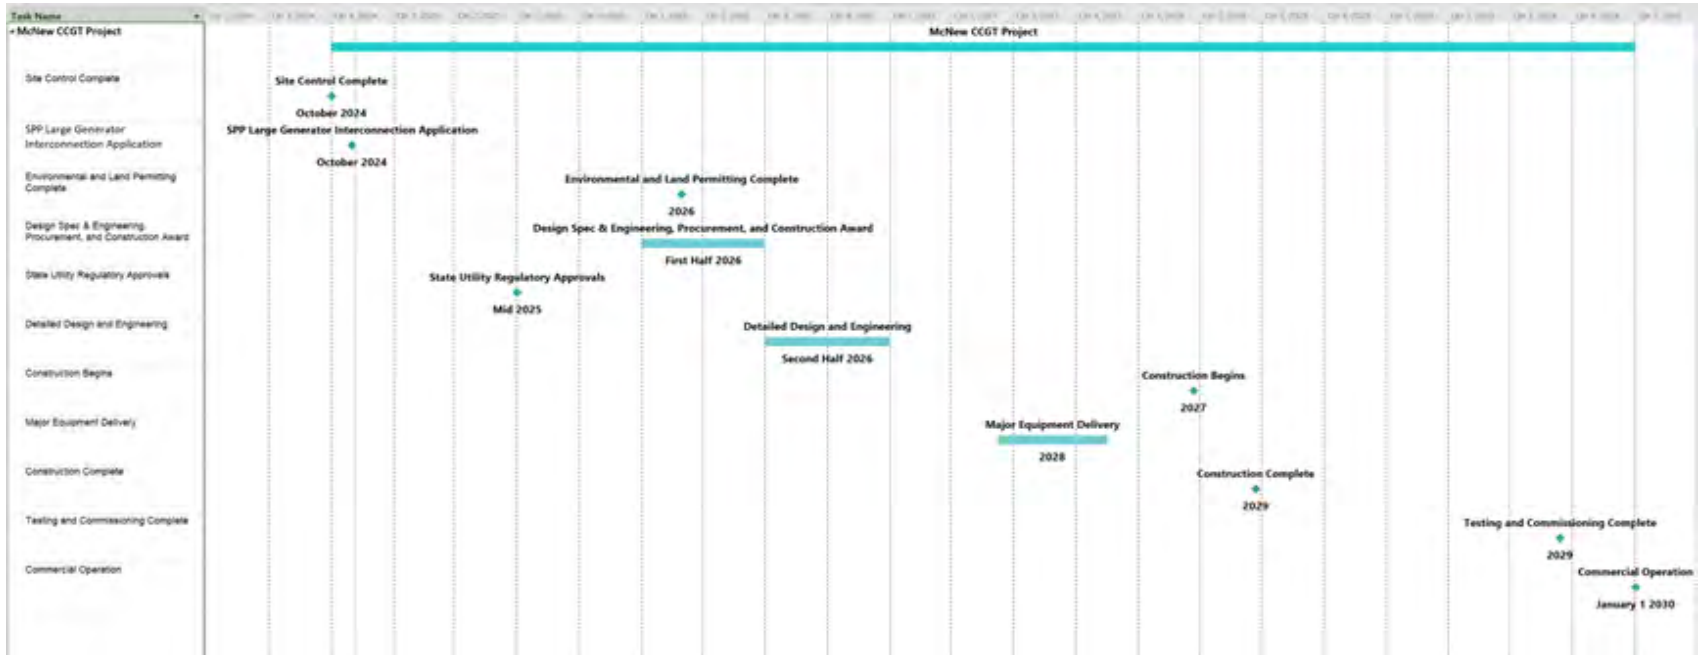 Task Name
McNew CCGT Project
McNew CCGT Project
Site Control Complete
Site Control Complete
October 2024
SPP Large Generator
Interconnection Application
SPP Large Generator Interconnection Application
October 2024
Environmental and Land Permitting
Complete
Environmental and Land Permitting Complete
2026
Design Spec & Engineering,
Procurement, and Construction Award
Design Spec & Engineering, Procurement, and Construction Award
First Half 2026
State Utility Regulatory Approvals
State Utility Regulatory Approvals
Mid 2025
Detailed Design and Engineering
Detailed Design and Engineering
Second Half 2026
Construction Begins
Construction Begins
2027
Major Equipment Delivery
Major Equipment Delivery
2028
Construction Complete
Construction Complete
2029
Testing and Commissioning Complete
Testing and Commissioning Complete
2029
Commercial Operation
Commercial Operation
January 1 2030